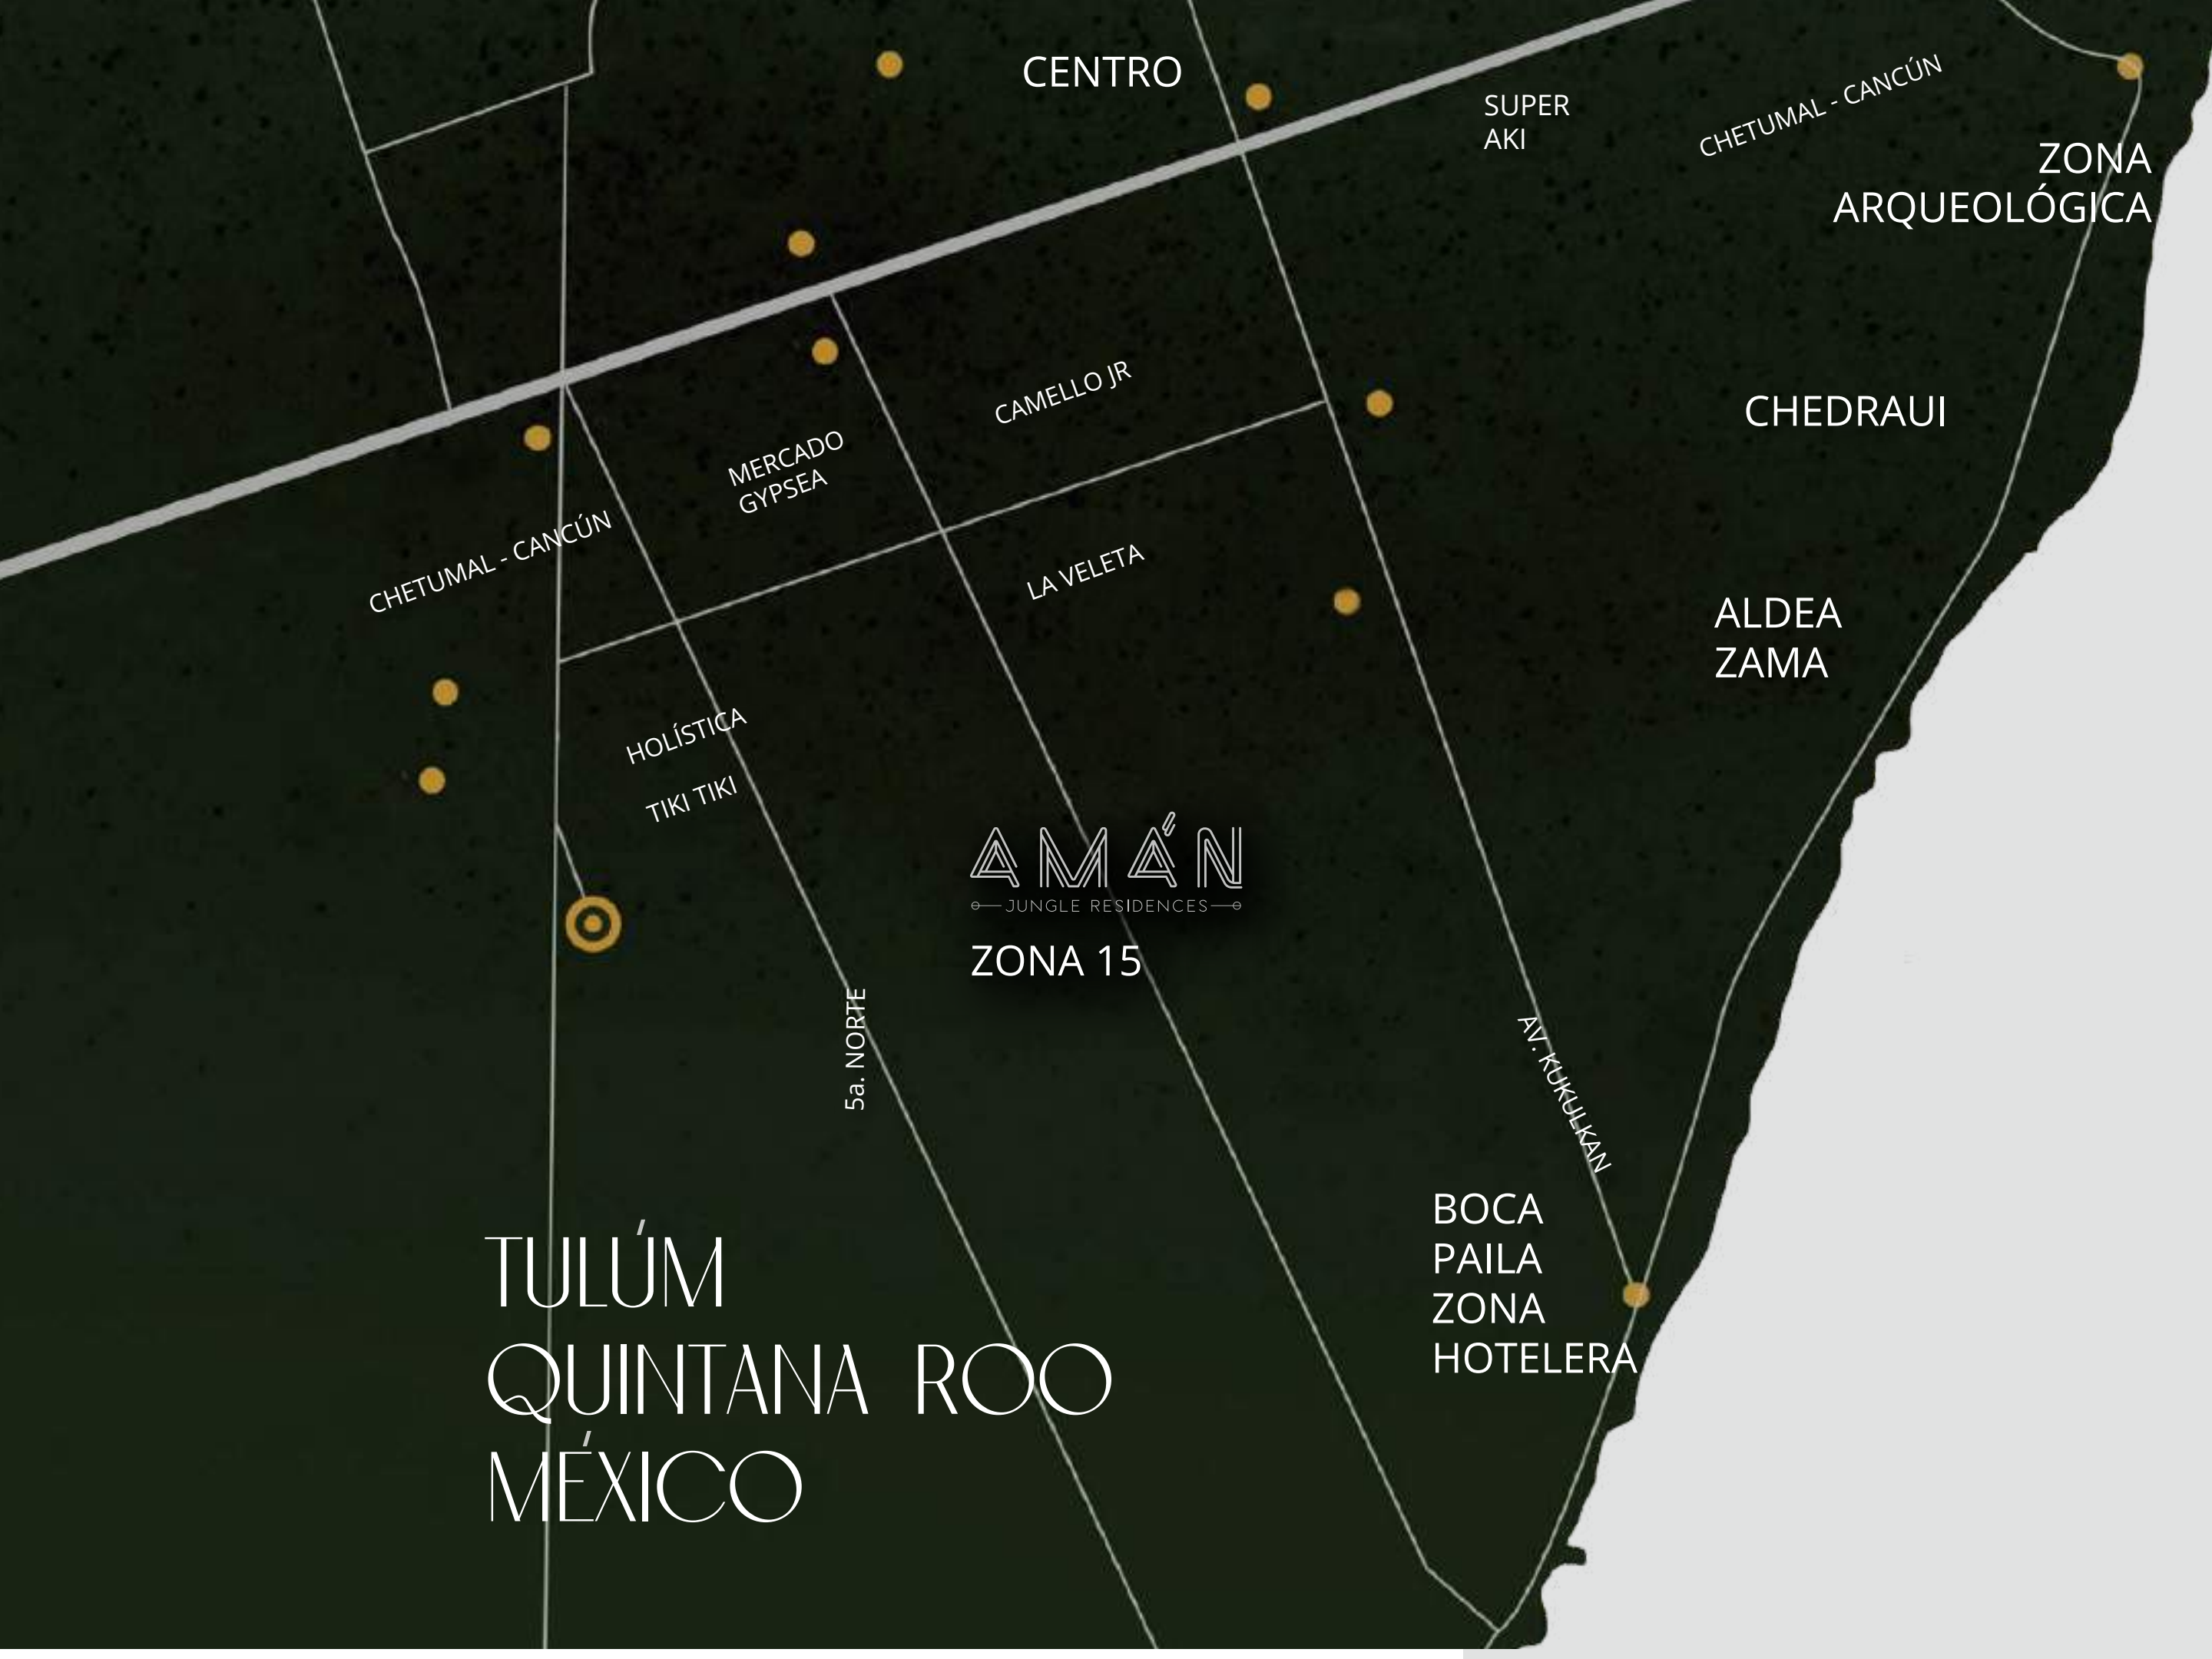 CENTRO
SUPER
AKI
CHETUMAL - CANCÚN
ZONA
ARQUEOLÓGICA
CAMELLO JR
CHEDRAUI
MERCADO
GYPSEA
CHETUMAL - CANCÚN
LA VELETA
ALDEA
ZAMA
HOLÍSTICA
TIKI TIKI
AMÁN
JUNGLE RESIDENCES
ZONA 15
5a. NORTE
AV. KUKULKAN
BOCA
PAILA
ZONA
HOTELERA
TULÚM
QUINTANA ROO
MÉXICO